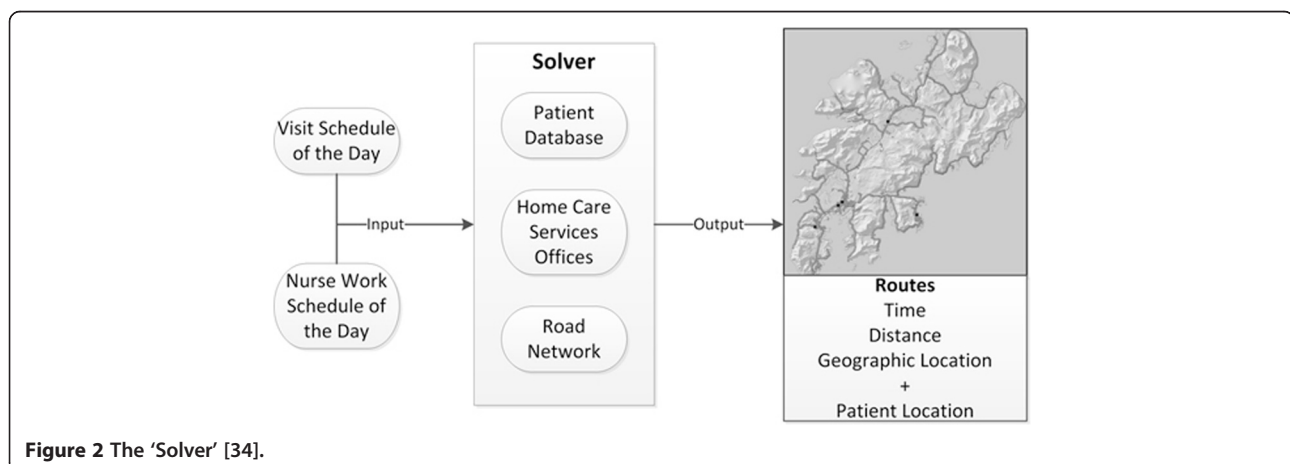 Visit Schedule
of the Day
Nurse Work
Schedule of
the Day
Input
Solver
Patient
Database
Home Care
Services
Offices
Road
Network
Output
Routes
Time
Distance
Geographic Location
+
Patient Location
Figure 2 The ‘Solver’ [34].